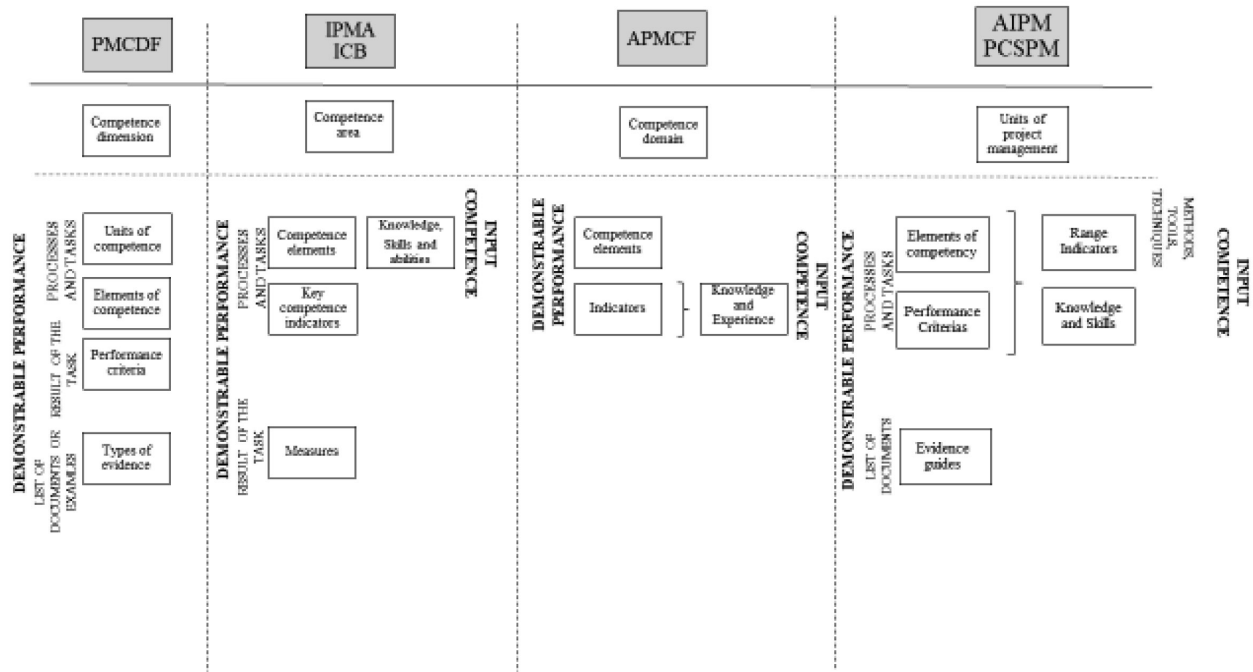 PMCDF
IPMA
ICB
APMCF
AIPM
PCSPM
Competence
dimension
Competence
area
Competence
domain
Units of
project
management
DEMONSTRABLE PERFORMANCE
PROCESSES
AND TASKS
Units of
competence
Elements of
competence
RESULT OF THE
TASK
Performance
criteria
LIST OF
DOCUMENTS OR
EXAMLES
Types of
evidence
DEMONSTRABLE PERFORMANCE
PROCESSES
AND TASKS
Competence
elements
Knowledge,
Skills and
abilities
INPUT
COMPETENCE
Key
competence
indicators
RESULT OF THE
TASK
Measures
DEMONSTRABLE
PERFORMANCE
Competence
elements
Indicators
Knowledge
and
Experience
INPUT
COMPETENCE
DEMONSTRABLE PERFORMANCE
PROCESSES
AND TASKS
Elements of
competency
Performance
Criterias
Range
Indicators
Knowledge
and Skills
METHODS,
TOOLS,
TECHNIQUES
INPUT
COMPETENCE
LIST OF
DOCUMENTS
Evidence
guides